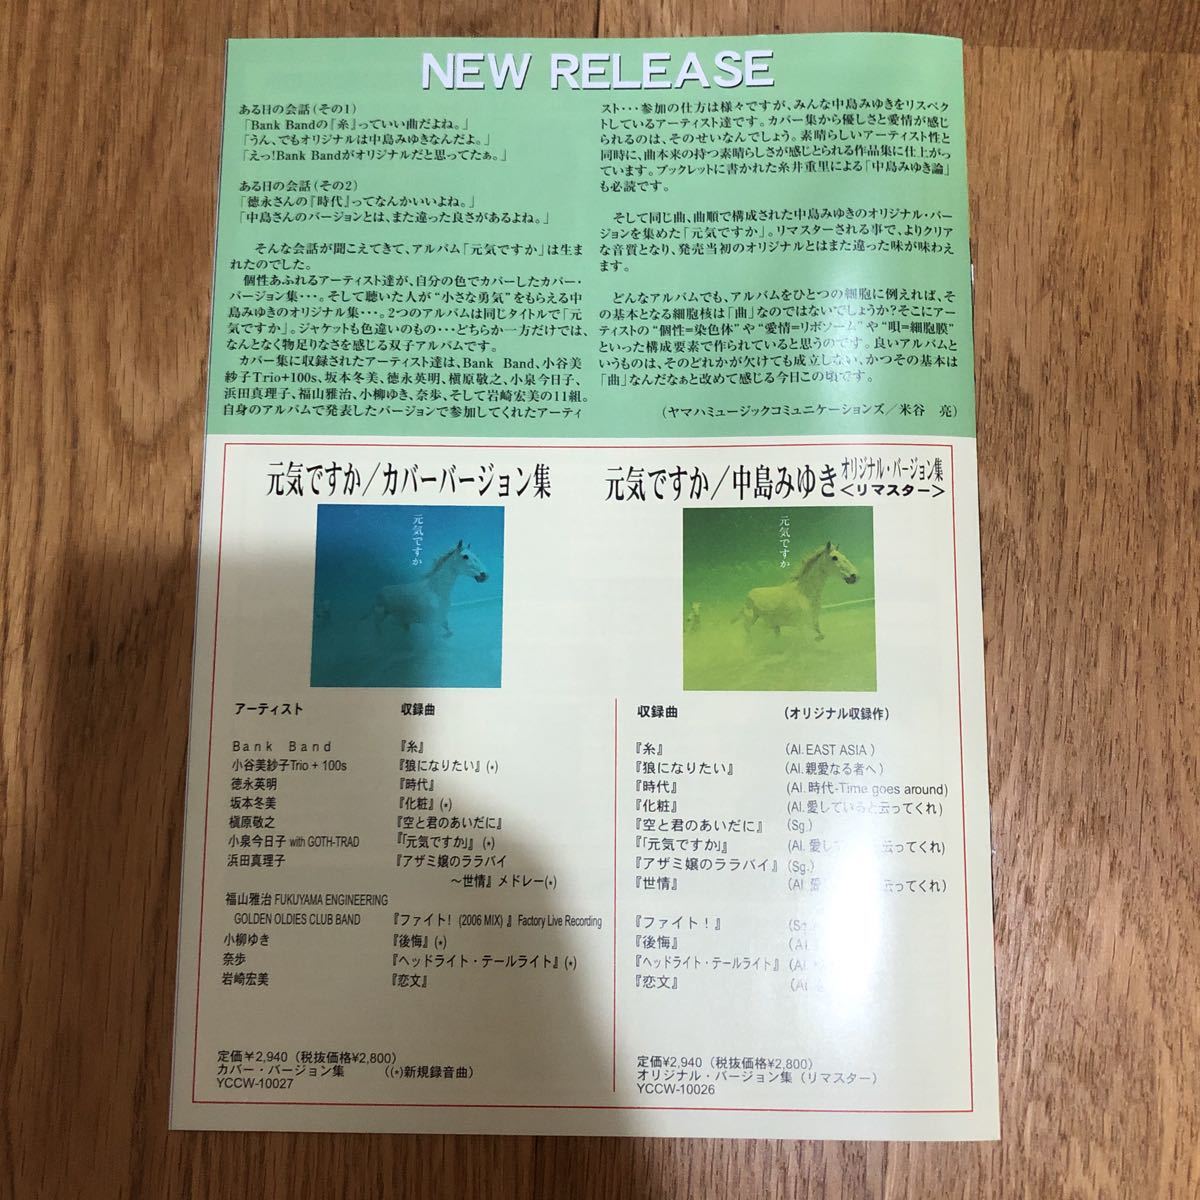 NEW RELEASE
ある日の会話(その1)
「Bank Bandの『糸』っていい曲だよね。」
「うん、でもオリジナルは中島みゆきなんだよ。」
「えっ!Bank Bandがオリジナルだと思ってたぁ。」
ある日の会話(その2)
「徳永さんの『時代』ってなんかいいよね。」
「中島さんのバージョンとは、また違った良さがあるよね。」
そんな会話が聞こえてきて、アルバム「元気ですか」は生ま
れたのでした。
個性あふれるアーティスト達が、自分の色でカバーしたカバー・
バージョン集・・・。そして聴いた人が“小さな勇気”をもらえる中
島みゆきのオリジナル集・・・。2つのアルバムは同じタイトルで「元
気ですか」。ジャケットも色違いのもの・・・どちらか一方だけでは、
なんとなく物足りなさを感じる双子アルバムです。
カバー集に収録されたアーティスト達は、Bank Band、小谷美
紗子Trio+100s、坂本冬美、徳永英明、槇原敬之、小泉今日子、
浜田真理子、福山雅治、小柳ゆき、奈歩、そして岩崎宏美の11組。
自身のアルバムで発表したバージョンで参加してくれたアーティ
スト・・・参加の仕方は様々ですが、みんな中島みゆきをリスペク
トしているアーティスト達です。カバー集から優しさと愛情が感じ
られるのは、そのせいなんでしょう。素晴らしいアーティスト性と
同時に、曲本来の持つ素晴らしさが感じとられる作品集に仕上がっ
ています。ブックレットに書かれた糸井重里による「中島みゆき論」
も必読です。
そして同じ曲、曲順で構成された中島みゆきのオリジナル・バー
ジョンを集めた「元気ですか」。リマスターされる事で、よりクリア
な音質となり、発売当初のオリジナルとはまた違った味が味わえ
ます。
どんなアルバムでも、アルバムをひとつの細胞に例えれば、そ
の基本となる細胞核は「曲」なのではないでしょうか?そこにアー
ティストの“個性=染色体”や“愛情=リボソーム”や“唄=細胞膜”
といった構成要素で作られていると思うのです。良いアルバムと
いうものは、そのどれかが欠けても成立しない、かつその基本は
「曲」なんだなぁと改めて感じる今日この頃です。
(ヤマハミュージックコミュニケーションズ/米谷 亮)
元気ですか/カバーバージョン集
元気ですか
アーティスト 収録曲
Bank Band 『糸』
小谷美紗子Trio + 100s 『狼になりたい』(*)
徳永英明 『時代』
坂本冬美 『化粧』(*)
槇原敬之 『空と君のあいだに』
小泉今日子 with GOTH-TRAD 『「元気ですか」』(*)
浜田真理子 『アザミ嬢のララバイ
～世情』メドレー(*)
福山雅治 FUKUYAMA ENGINEERING
GOLDEN OLDIES CLUB BAND 『ファイト! (2006 MIX) 』 Factory Live Recording
小柳ゆき 『後悔』(*)
奈歩 『ヘッドライト・テールライト』(*)
岩崎宏美 『恋文』
定価￥2,940（税抜価格¥2,800）
カバー・バージョン集 ((*)新規録音曲)
YCCW-10027
元気ですか/中島みゆき オリジナル・バージョン集
<リマスター>
元気ですか
収録曲 (オリジナル収録作)
『糸』 (Al. EAST ASIA )
『狼になりたい』 (Al. 親愛なる者へ)
『時代』 (Al. 時代-Time goes around)
『化粧』 (Al. 愛していると云ってくれ)
『空と君のあいだに』 (Sg.)
『「元気ですか」』 (Al. 愛し 云ってくれ)
『アザミ嬢のララバイ』(Sg.)
『世情』 (Al. 云ってくれ)
『ファイト！』
『後悔』
『ヘッドライト・テールライト』
『恋文』
定価¥2,940（税抜価格¥2,800）
オリジナル・バージョン集（リマスター）
YCCW-10026